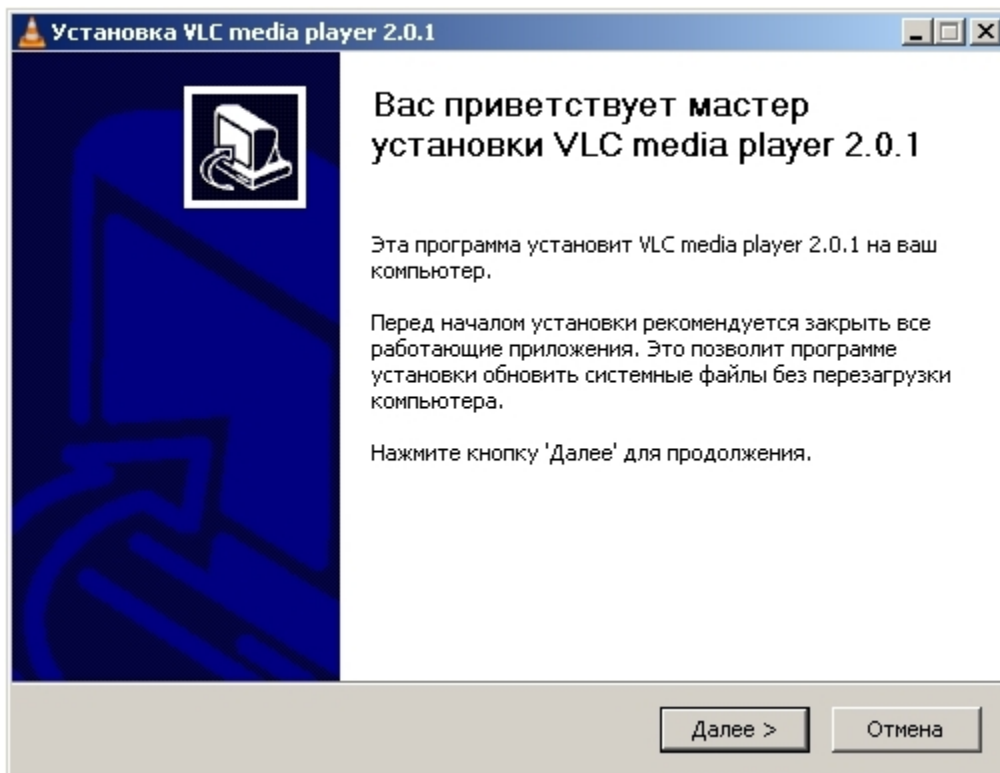 Установка VLC media player 2.0.1
Вас приветствует мастер
установки VLC media player 2.0.1
Эта программа установит VLC media player 2.0.1 на ваш
компьютер.
Перед началом установки рекомендуется закрыть все
работающие приложения. Это позволит программе
установки обновить системные файлы без перезагрузки
компьютера.
Нажмите кнопку 'Далее' для продолжения.
Далее >
Отмена